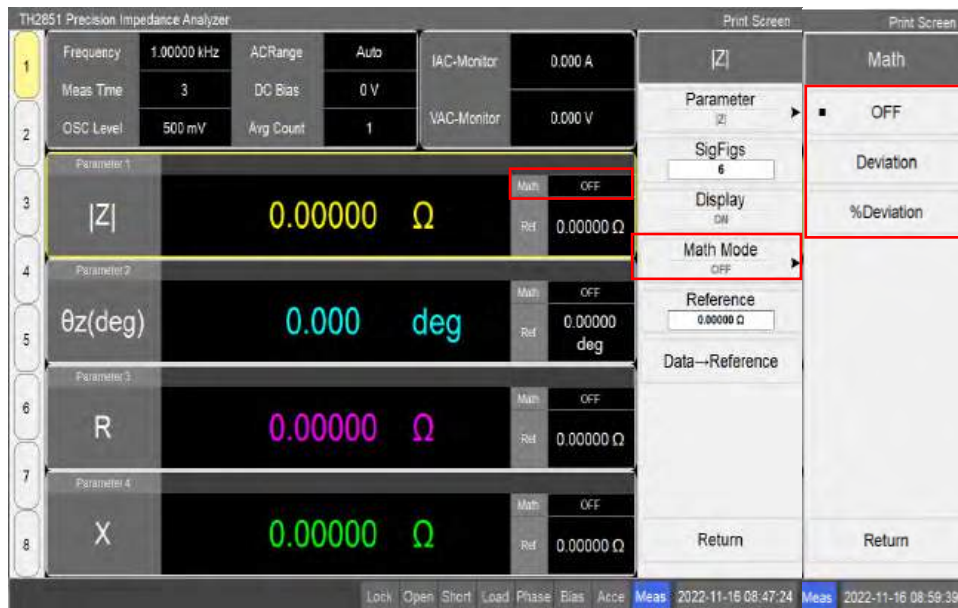 TH2851 Precision Impedance Analyzer
Print Screen
Print Screen
1
2
3
4
5
6
7
8
Frequency 1.00000 kHz ACRange Auto
Meas Tme 3 DC Bias 0 V
OSC Level 500 mV Avg Count 1
IAC-Monitor 0.000 A
VAC-Monitor 0.000 V
Parameter 1
|Z| 0.00000 Ω
Math OFF
Ref 0.00000 Ω
Parameter 2
θz(deg) 0.000 deg
Math OFF
Ref 0.00000
deg
Parameter 3
R 0.00000 Ω
Math OFF
Ref 0.00000 Ω
Parameter 4
X 0.00000 Ω
Math OFF
Ref 0.00000 Ω
|Z|
Parameter
|Z|
SigFigs
6
Display
ON
Math Mode
OFF
Reference
0.00000 Ω
Data→Reference
Return
Math
OFF
Deviation
%Deviation
Return
Lock Open Short Load Phase Bias Acce Meas 2022-11-16 08:47:24 Meas 2022-11-16 08:59:39